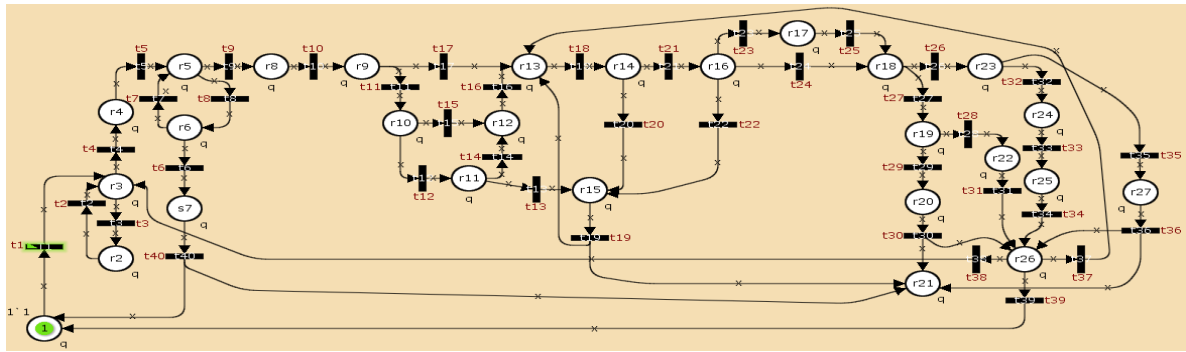 t23 r17 q t25
t5 t9 t10 t17 t18 t21 t26
r5 r8 r9 r13 r14 r16 r18 r23
q q q q q q q q
t24
t7 t8 t11 t16 t32 t27
r4 q r6 q
t15 r10 q r12 q
t20 t22
r24 q
r19 q t28
t4 t6 t14 t33 t35
r3 q r11 q t12 t13 r15 q
t29 r22 q t31 r25 q r27 q
t2 t3 s7 q
r20 q t34
t1 t40 t19 t30 t36
r2 q
r26 q t38 t37
r21 q
t39
1`1
1
q